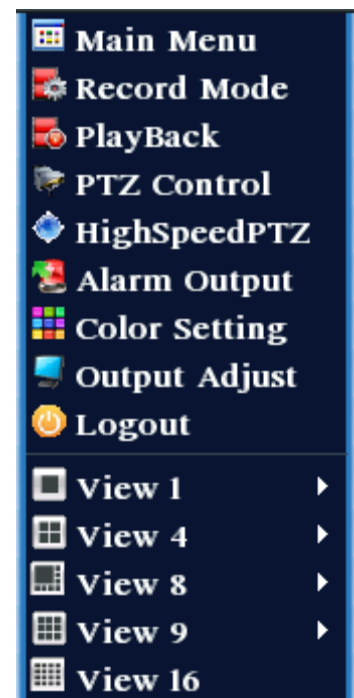 Main Menu
Record Mode
PlayBack
PTZ Control
HighSpeedPTZ
Alarm Output
Color Setting
Output Adjust
Logout
View 1
View 4
View 8
View 9
View 16